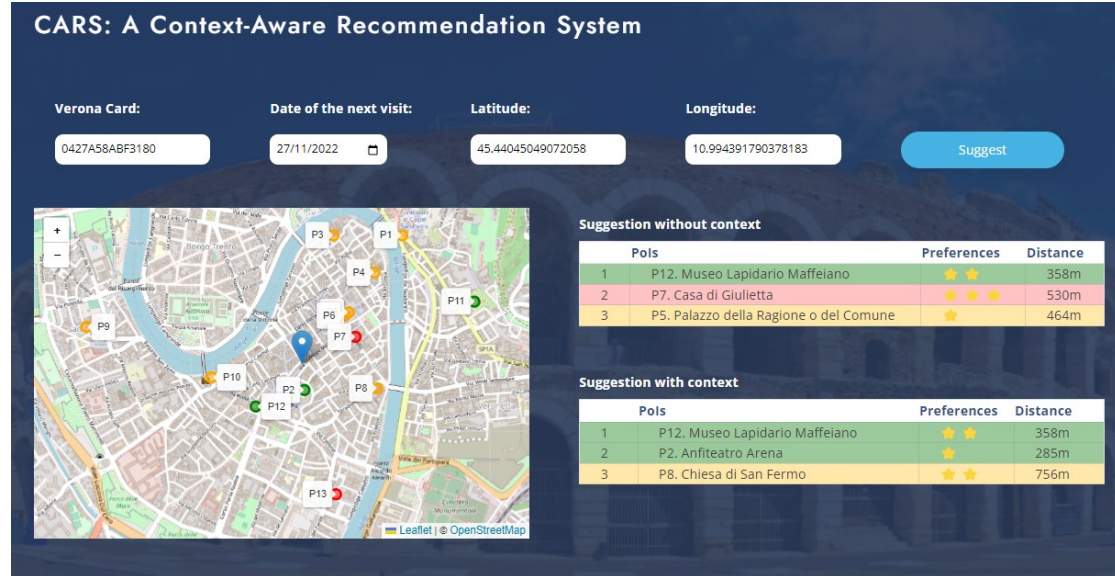 CARS: A Context-Aware Recommendation System
Verona Card: Date of the next visit: Latitude: Longitude:
0427A58ABF3180 27/11/2022 45.44045049072058 10.994391790378183 Suggest
+
−
P3 P1
P4
P11
P6
P7
P9
P10
P2
P8
P12
P13
Borgo Trento
Leaflet | © OpenStreetMap
Suggestion without context
PoIs Preferences Distance
1 P12. Museo Lapidario Maffeiano 358m
2 P7. Casa di Giulietta 530m
3 P5. Palazzo della Ragione o del Comune 464m
Suggestion with context
PoIs Preferences Distance
1 P12. Museo Lapidario Maffeiano 358m
2 P2. Anfiteatro Arena 285m
3 P8. Chiesa di San Fermo 756m